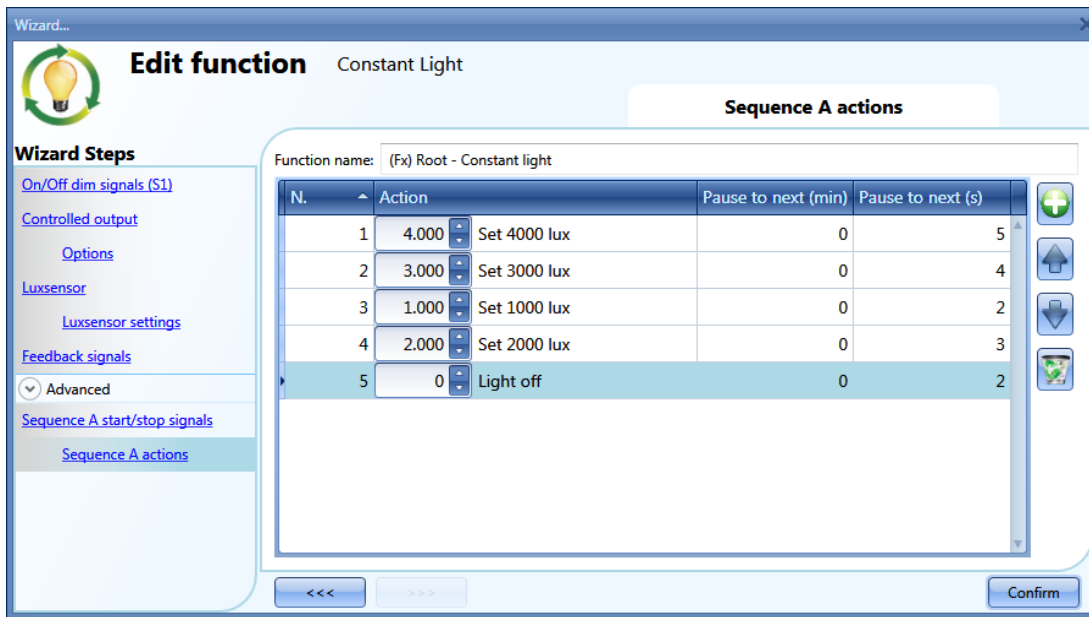 Wizard...
Edit function Constant Light
Sequence A actions
Wizard Steps
On/Off dim signals (S1)
Controlled output
Options
Luxsensor
Luxsensor settings
Feedback signals
Advanced
Sequence A start/stop signals
Sequence A actions
Function name: (Fx) Root - Constant light
N. Action Pause to next (min) Pause to next (s)
1 4.000 Set 4000 lux 0 5
2 3.000 Set 3000 lux 0 4
3 1.000 Set 1000 lux 0 2
4 2.000 Set 2000 lux 0 3
5 0 Light off 0 2
<<< >>> Confirm